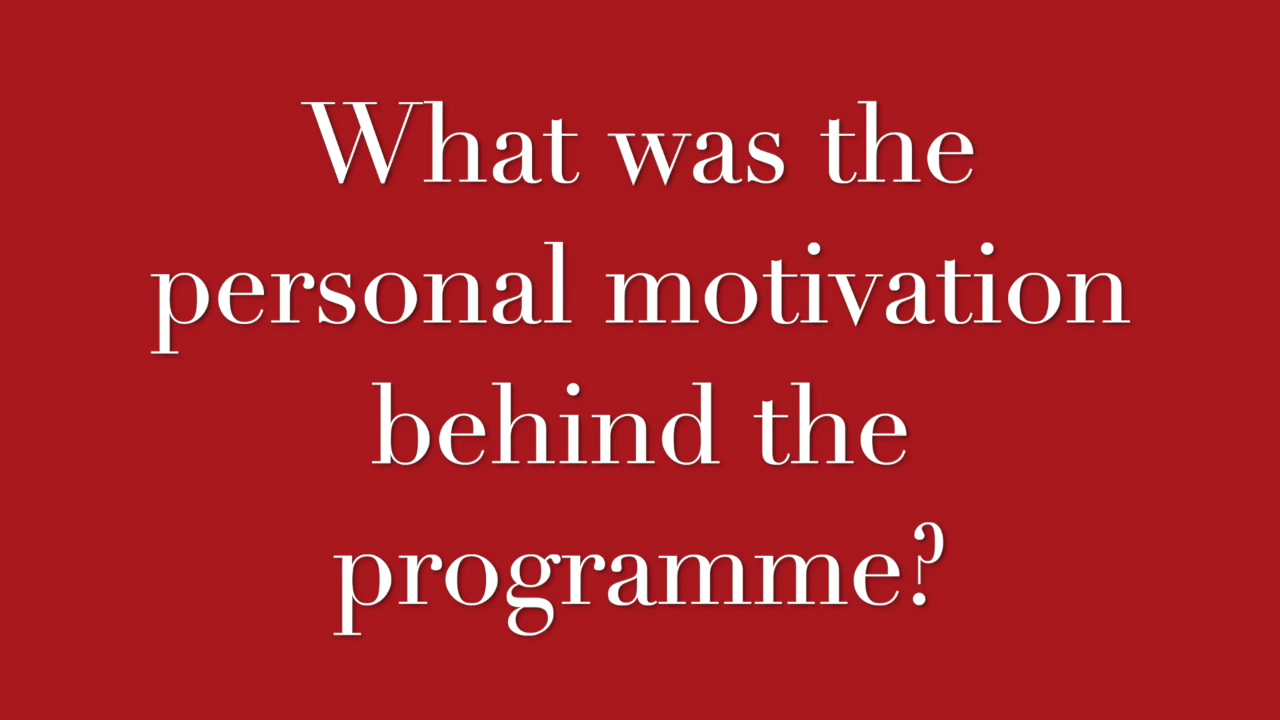 What was the
personal motivation
behind the
programme?